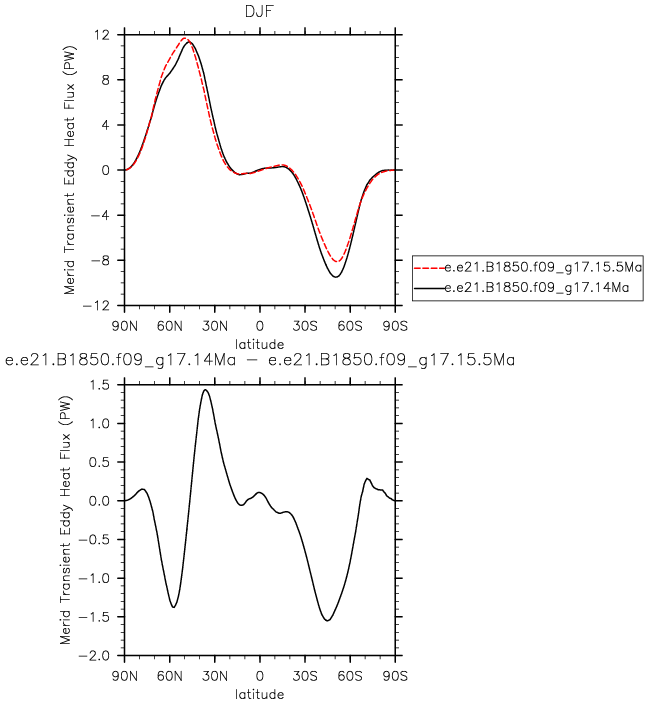 DJF
Merid Transient Eddy Heat Flux (PW)
12
8
4
0
−4
−8
−12
90N 60N 30N 0 30S 60S 90S
latitude
e.e21.B1850.f09_g17.15.5Ma
e.e21.B1850.f09_g17.14Ma
e.e21.B1850.f09_g17.14Ma − e.e21.B1850.f09_g17.15.5Ma
Merid Transient Eddy Heat Flux (PW)
1.5
1.0
0.5
0.0
−0.5
−1.0
−1.5
−2.0
90N 60N 30N 0 30S 60S 90S
latitude